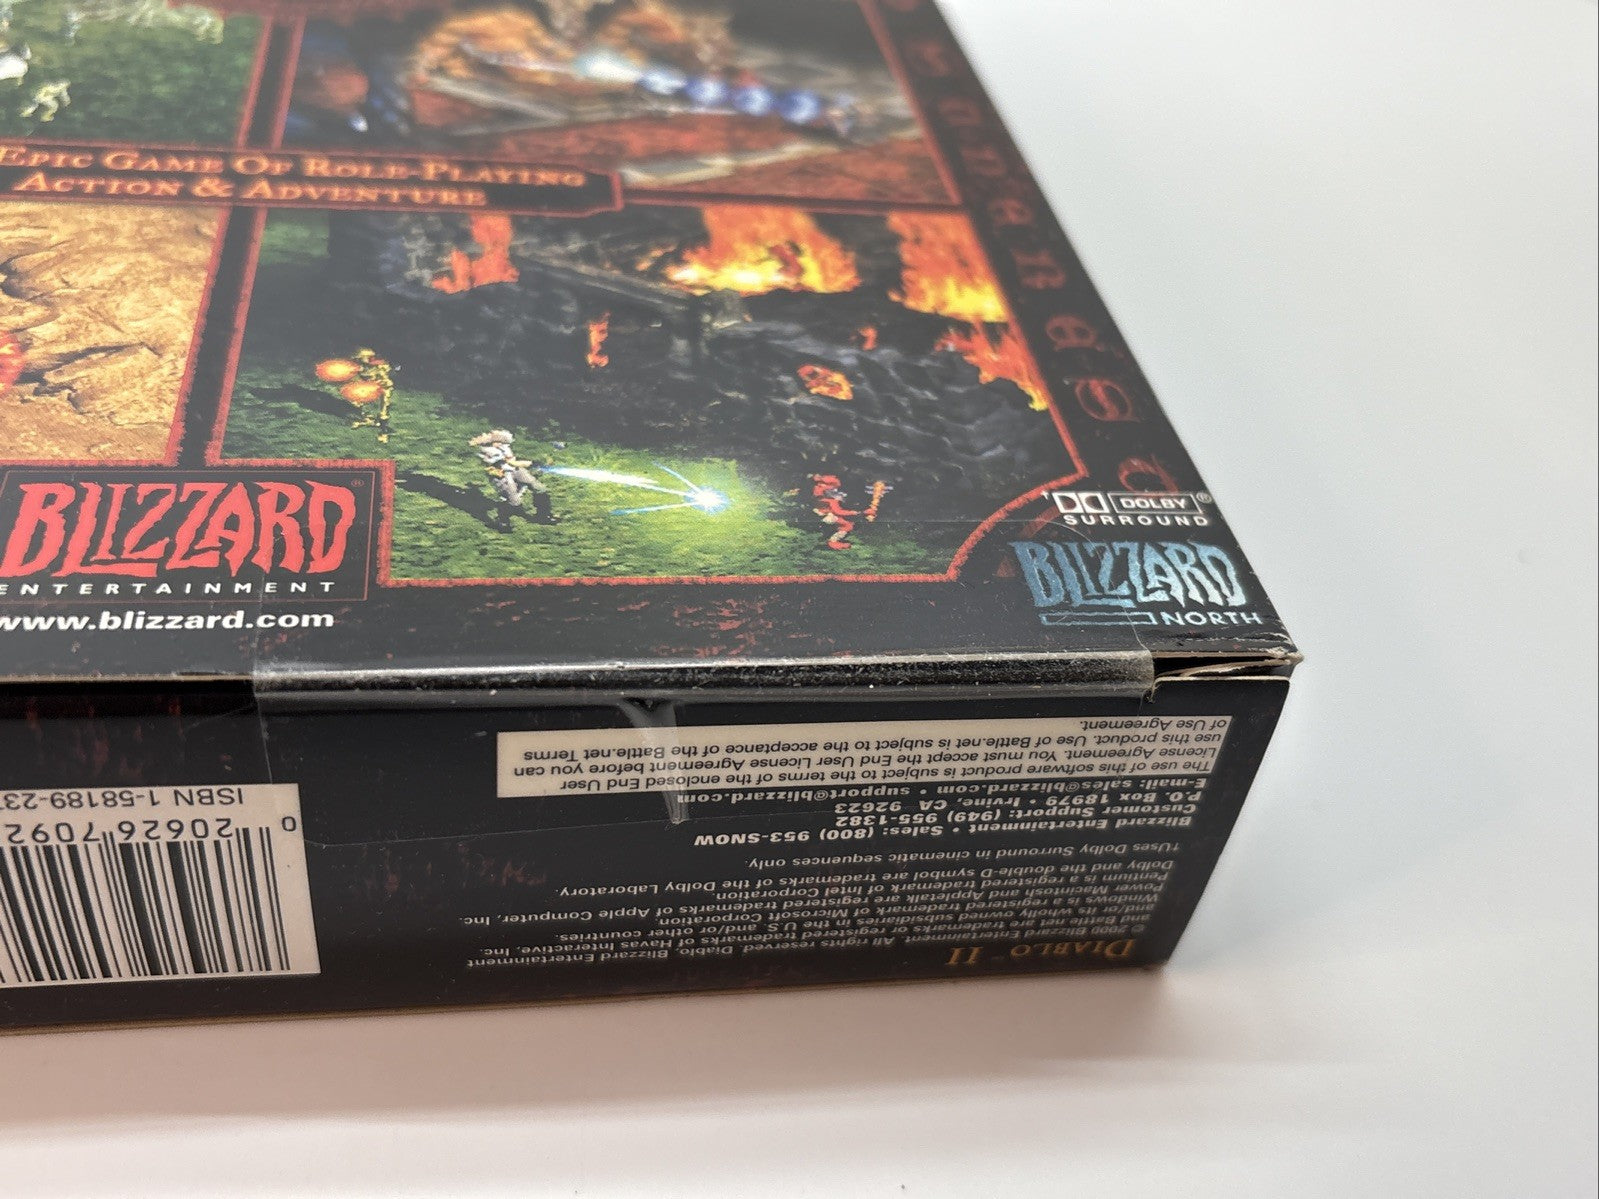 Epic Game Of Role-Playing
Action & Adventure
BLIZZARD®
ENTERTAINMENT
www.blizzard.com
DOLBY®
SURROUND
BLIZZARD
NORTH
Diablo II
© 2000 Blizzard Entertainment. All rights reserved. Diablo, Blizzard Entertainment
and Battle.net are trademarks or registered trademarks of Havas Interactive, Inc.
and/or its wholly owned subsidiaries in the U.S. and/or other countries.
Windows is a registered trademark of Microsoft Corporation.
Power Macintosh and Appletalk are registered trademarks of Apple Computer, Inc.
Pentium is a registered trademark of Intel Corporation.
Dolby and the double-D symbol are trademarks of the Dolby Laboratory.
†Uses Dolby Surround in cinematic sequences only.
Blizzard Entertainment • Sales: (800) 953-SNOW
Customer Support: (949) 955-1382
P.O. Box 18979 • Irvine, CA 92623
E-mail: sales@blizzard.com • support@blizzard.com
The use of this software product is subject to the terms of the enclosed End User
License Agreement. You must accept the End User License Agreement before you can
use this product. Use of Battle.net is subject to the acceptance of the Battle.net Terms
of Use Agreement.
0 20626 7092
ISBN 1-58189-23